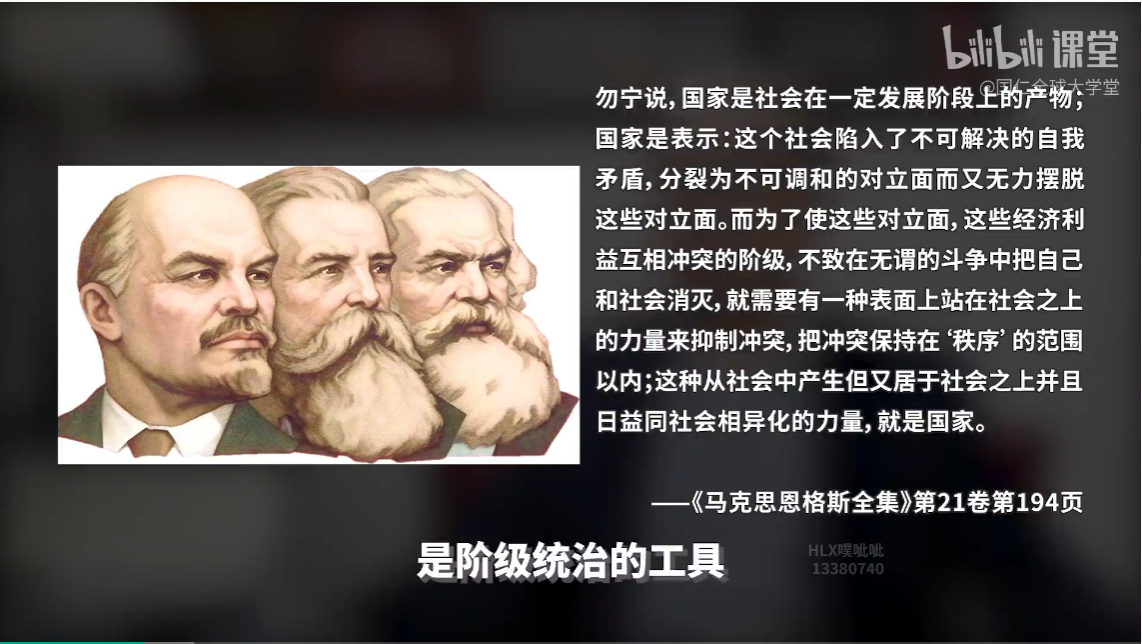 bilibili 课堂
@国仁全球大学堂
勿宁说，国家是社会在一定发展阶段上的产物；
国家是表示：这个社会陷入了不可解决的自我
矛盾，分裂为不可调和的对立面而又无力摆脱
这些对立面。而为了使这些对立面，这些经济利
益互相冲突的阶级，不致在无谓的斗争中把自己
和社会消灭，就需要有一种表面上站在社会之上
的力量来抑制冲突，把冲突保持在‘秩序’的范围
以内；这种从社会中产生但又居于社会之上并且
日益同社会相异化的力量，就是国家。
——《马克思恩格斯全集》第21卷第194页
是阶级统治的工具
HLX噗呲呲
13380740